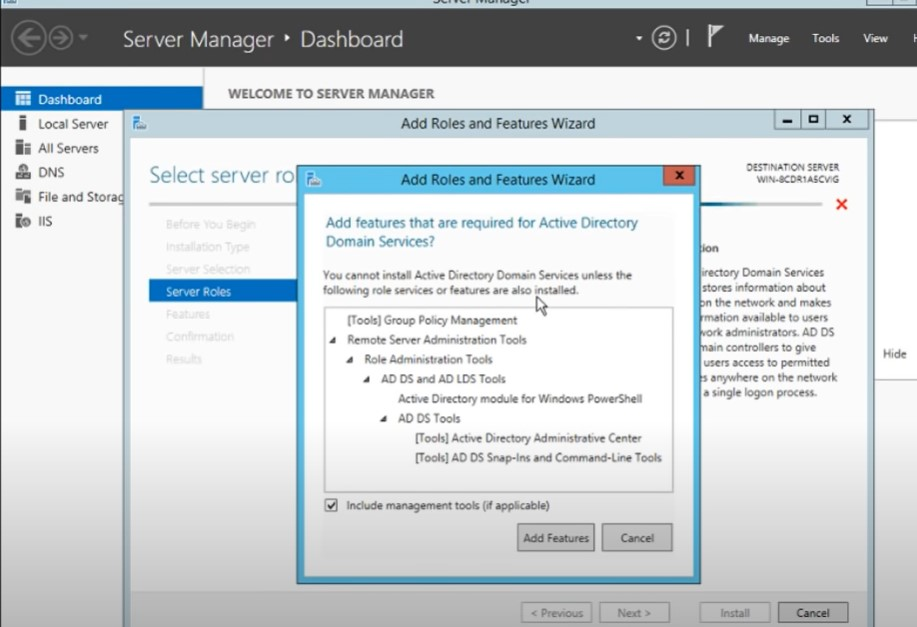 Server Manager
Server Manager ‣ Dashboard
Manage Tools View
Dashboard
Local Server
All Servers
DNS
File and Storag
IIS
WELCOME TO SERVER MANAGER
Add Roles and Features Wizard
Select server ro
DESTINATION SERVER
WIN-8CDR1A5CVIG
Before You Begin
Installation Type
Server Selection
Server Roles
Features
Confirmation
Results
Add Roles and Features Wizard
Add features that are required for Active Directory
Domain Services?
You cannot install Active Directory Domain Services unless the
following role services or features are also installed.
[Tools] Group Policy Management
Remote Server Administration Tools
Role Administration Tools
AD DS and AD LDS Tools
Active Directory module for Windows PowerShell
AD DS Tools
[Tools] Active Directory Administrative Center
[Tools] AD DS Snap-Ins and Command-Line Tools
Include management tools (if applicable)
Add Features Cancel
tion
irectory Domain Services
stores information about
on the network and makes
rmation available to users
work administrators. AD DS
main controllers to give
users access to permitted
s anywhere on the network
a single logon process.
Hide
< Previous Next > Install Cancel